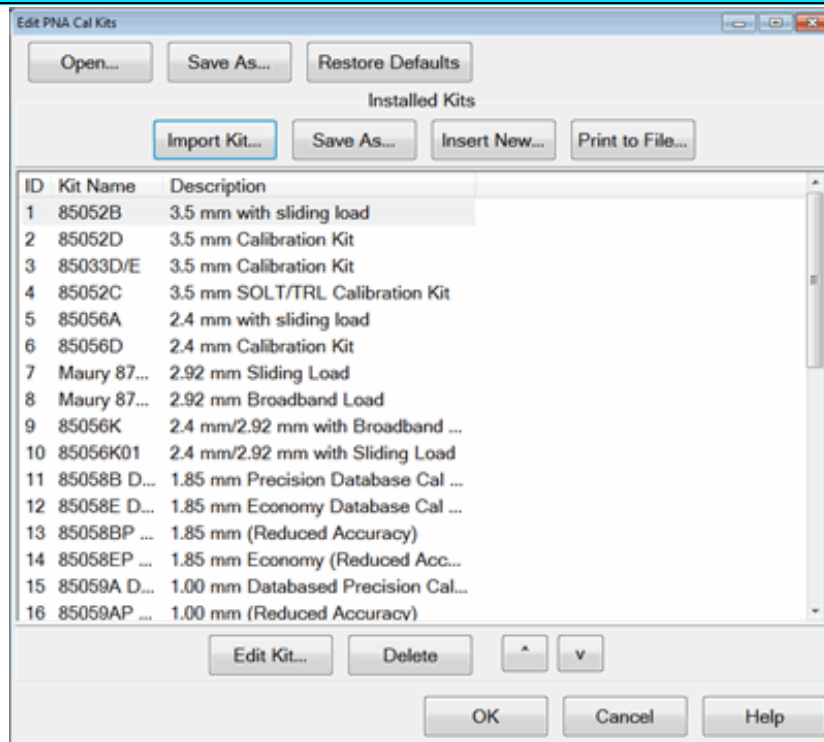 Edit PNA Cal Kits
Open... Save As... Restore Defaults
Installed Kits
Import Kit... Save As... Insert New... Print to File...
ID Kit Name Description
1 85052B 3.5 mm with sliding load
2 85052D 3.5 mm Calibration Kit
3 85033D/E 3.5 mm Calibration Kit
4 85052C 3.5 mm SOLT/TRL Calibration Kit
5 85056A 2.4 mm with sliding load
6 85056D 2.4 mm Calibration Kit
7 Maury 87... 2.92 mm Sliding Load
8 Maury 87... 2.92 mm Broadband Load
9 85056K 2.4 mm/2.92 mm with Broadband ...
10 85056K01 2.4 mm/2.92 mm with Sliding Load
11 85058B D... 1.85 mm Precision Database Cal ...
12 85058E D... 1.85 mm Economy Database Cal ...
13 85058BP ... 1.85 mm (Reduced Accuracy)
14 85058EP ... 1.85 mm Economy (Reduced Acc...
15 85059A D... 1.00 mm Databased Precision Cal...
16 85059AP ... 1.00 mm (Reduced Accuracy)
Edit Kit... Delete ^ v
OK Cancel Help